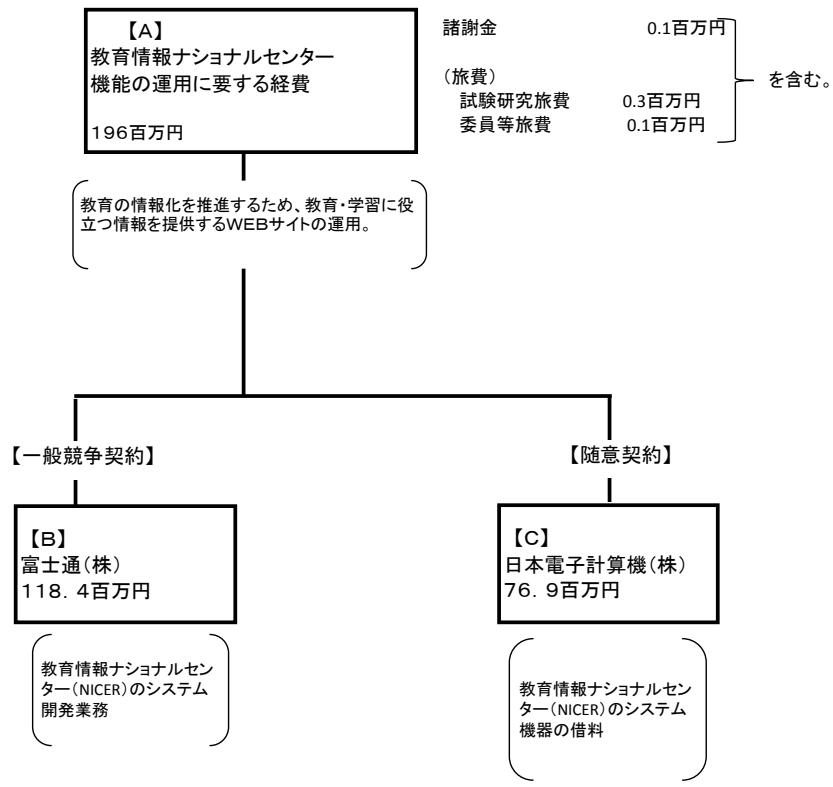 【A】
教育情報ナショナルセンター
機能の運用に要する経費
196百万円
諸謝金 0.1百万円
(旅費)
試験研究旅費 0.3百万円
委員等旅費 0.1百万円
を含む。
教育の情報化を推進するため、教育・学習に役
立つ情報を提供するWEBサイトの運用。
【一般競争契約】
【随意契約】
【B】
富士通(株)
118.4百万円
【C】
日本電子計算機(株)
76.9百万円
教育情報ナショナルセン
ター(NICER)のシステム
開発業務
教育情報ナショナルセン
ター(NICER)のシステム
機器の借料